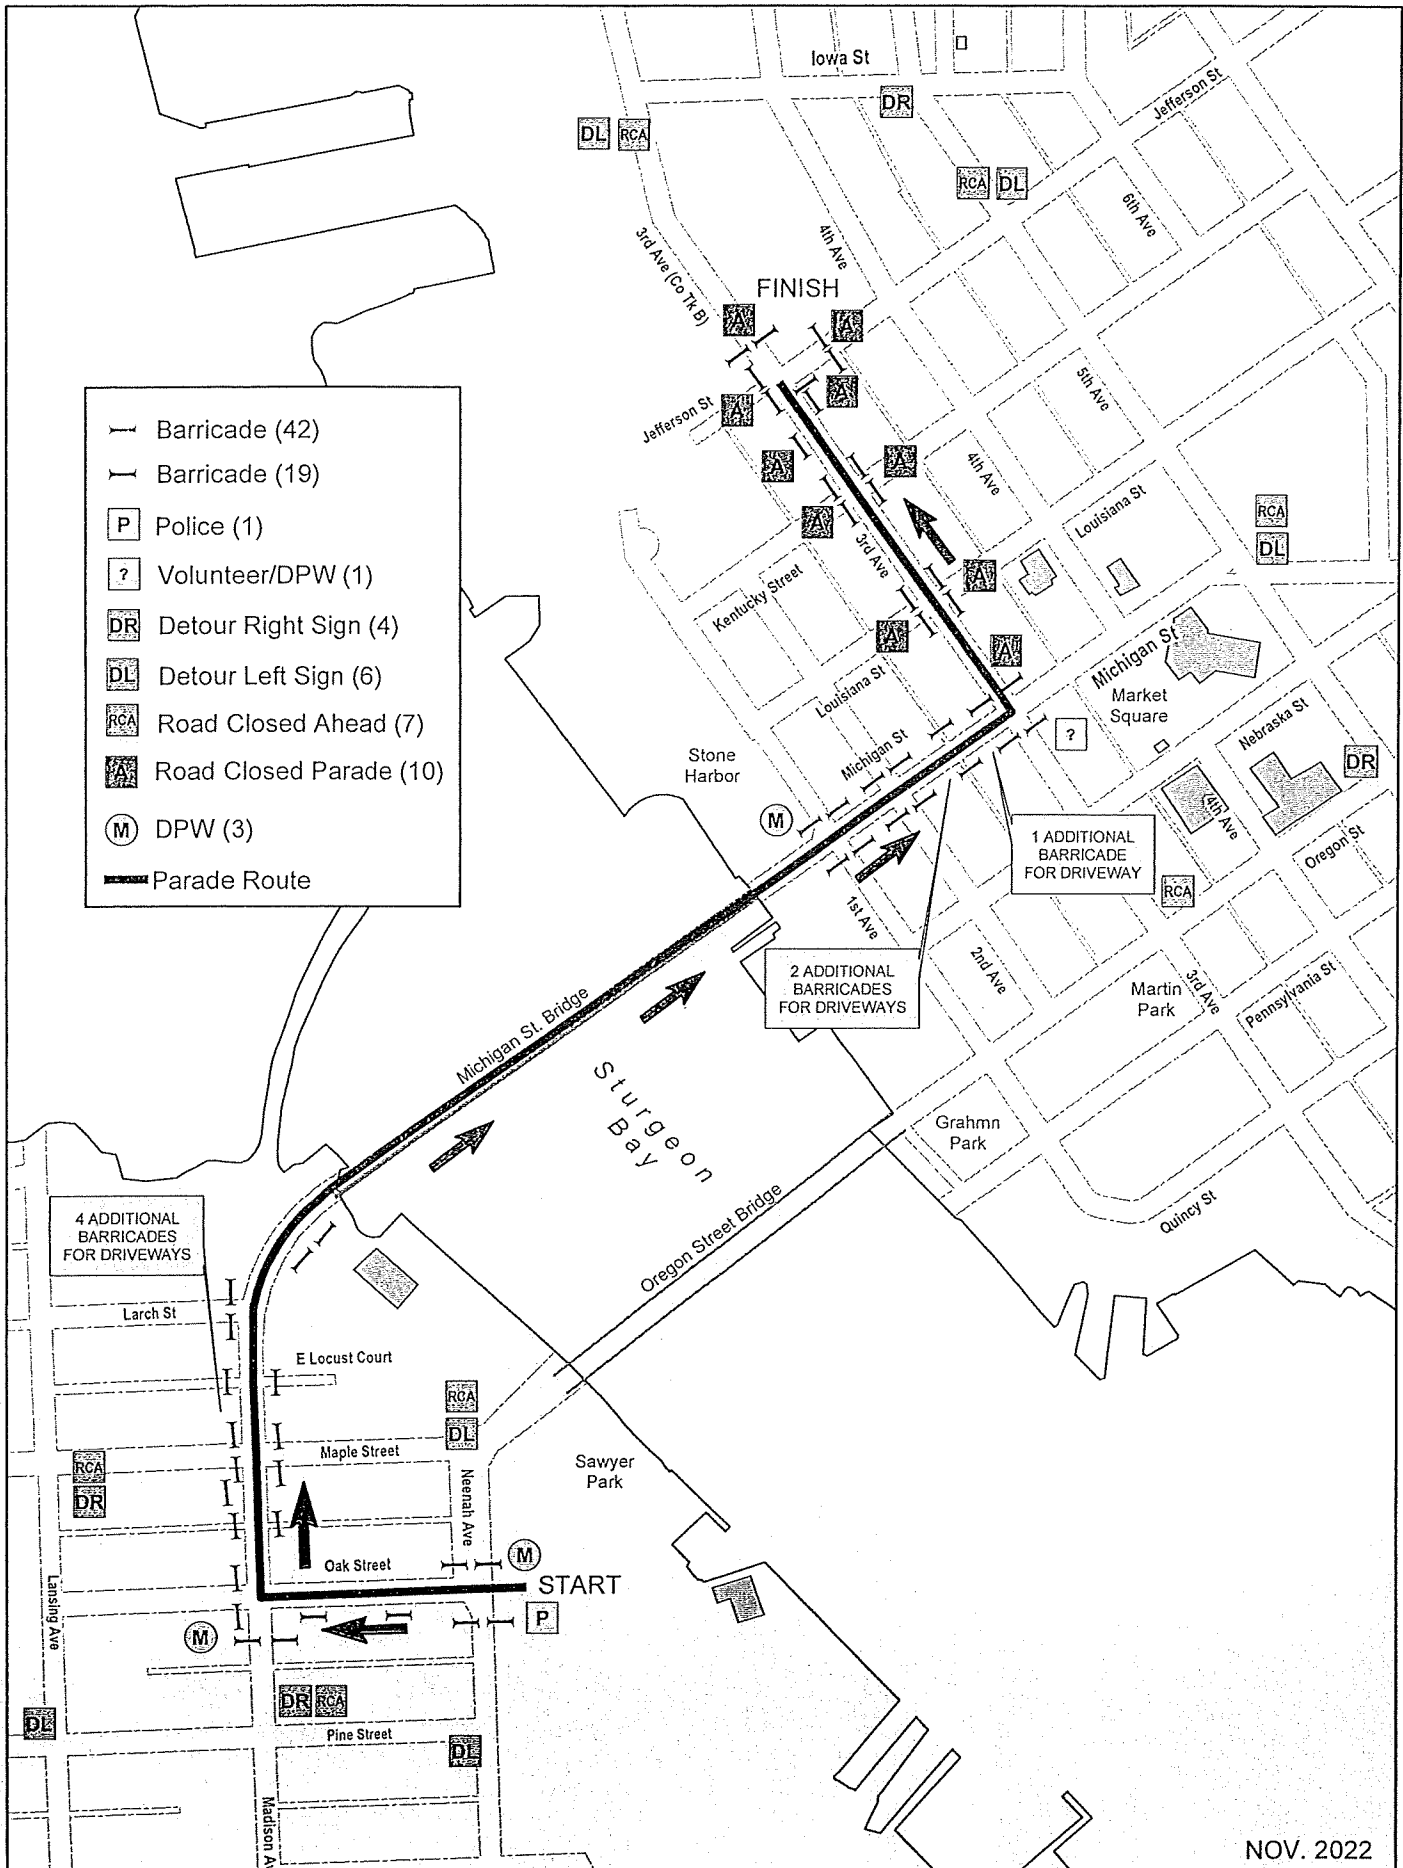 Iowa St
DR
Jefferson St
DL RCA
RCA DL
6th Ave
3rd Ave (Co Tk B)
4th Ave
FINISH
A
A
5th Ave
Jefferson St
A
A
Barricade (42)
Barricade (19)
P Police (1)
? Volunteer/DPW (1)
DR Detour Right Sign (4)
DL Detour Left Sign (6)
RCA Road Closed Ahead (7)
A Road Closed Parade (10)
M DPW (3)
Parade Route
A
A
4th Ave
Louisiana St
RCA
DL
A
3rd Ave
Kentucky Street
A
A
A
Michigan St
Market
Square
Louisiana St
Michigan St
Nebraska St
?
DR
Stone
Harbor
M
4th Ave
Oregon St
1 ADDITIONAL
BARRICADE
FOR DRIVEWAY
RCA
1st Ave
2nd Ave
2 ADDITIONAL
BARRICADES
FOR DRIVEWAYS
Martin
Park
3rd Ave
Pennsylvania St
Michigan St. Bridge
Sturgeon
Bay
Grahmn
Park
Quincy St
Oregon Street Bridge
4 ADDITIONAL
BARRICADES
FOR DRIVEWAYS
Larch St
E Locust Court
RCA
DL
Maple Street
Sawyer
Park
RCA
DR
Neenah Ave
Oak Street
M
START
P
Lansing Ave
M
DR RCA
DL
Pine Street
DL
Madison Av
NOV. 2022